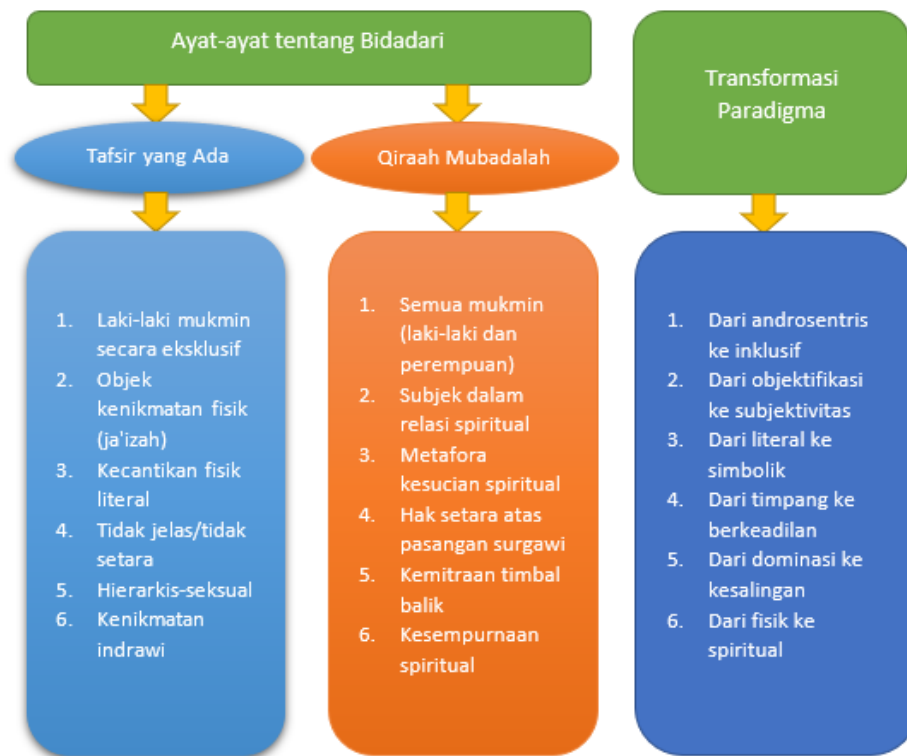 Ayat-ayat tentang Bidadari
Transformasi
Paradigma
Tafsir yang Ada
Qiraah Mubadalah
1. Laki-laki mukmin
secara eksklusif
2. Objek
kenikmatan fisik
(ja'izah)
3. Kecantikan fisik
literal
4. Tidak jelas/tidak
setara
5. Hierarkis-seksual
6. Kenikmatan
indrawi
1. Semua mukmin
(laki-laki dan
perempuan)
2. Subjek dalam
relasi spiritual
3. Metafora
kesucian spiritual
4. Hak setara atas
pasangan surgawi
5. Kemitraan timbal
balik
6. Kesempurnaan
spiritual
1. Dari androsentris
ke inklusif
2. Dari objektifikasi
ke subjektivitas
3. Dari literal ke
simbolik
4. Dari timpang ke
berkeadilan
5. Dari dominasi ke
kesalingan
6. Dari fisik ke
spiritual